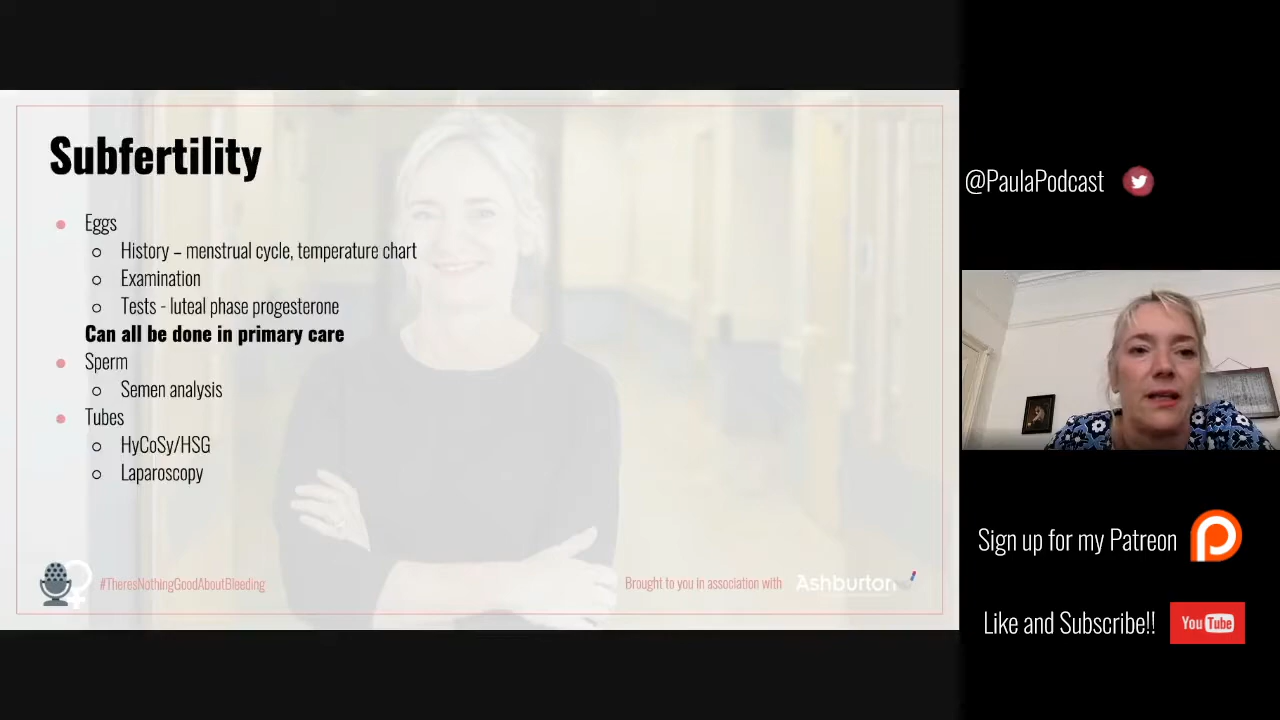 Subfertility
Eggs
History – menstrual cycle, temperature chart
Examination
Tests - luteal phase progesterone
Can all be done in primary care
Sperm
Semen analysis
Tubes
HyCoSy/HSG
Laparoscopy
#TheresNothingGoodAboutBleeding
Brought to you in association with Ashburton
@PaulaPodcast
Sign up for my Patreon
Like and Subscribe!! YouTube